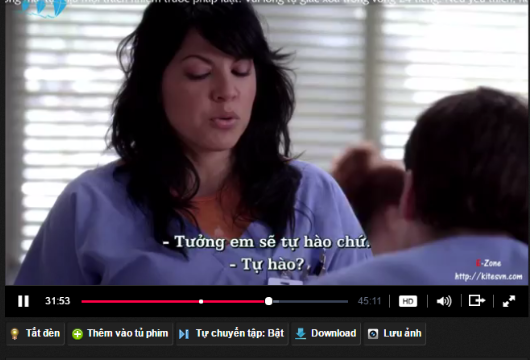 - Tưởng em sẽ tự hào chứ.
- Tự hào?
K-Zone
http://kitesvn.com
31:53
45:11 HD
Tắt đèn Thêm vào tủ phim Tự chuyển tập: Bật Download Lưu ảnh